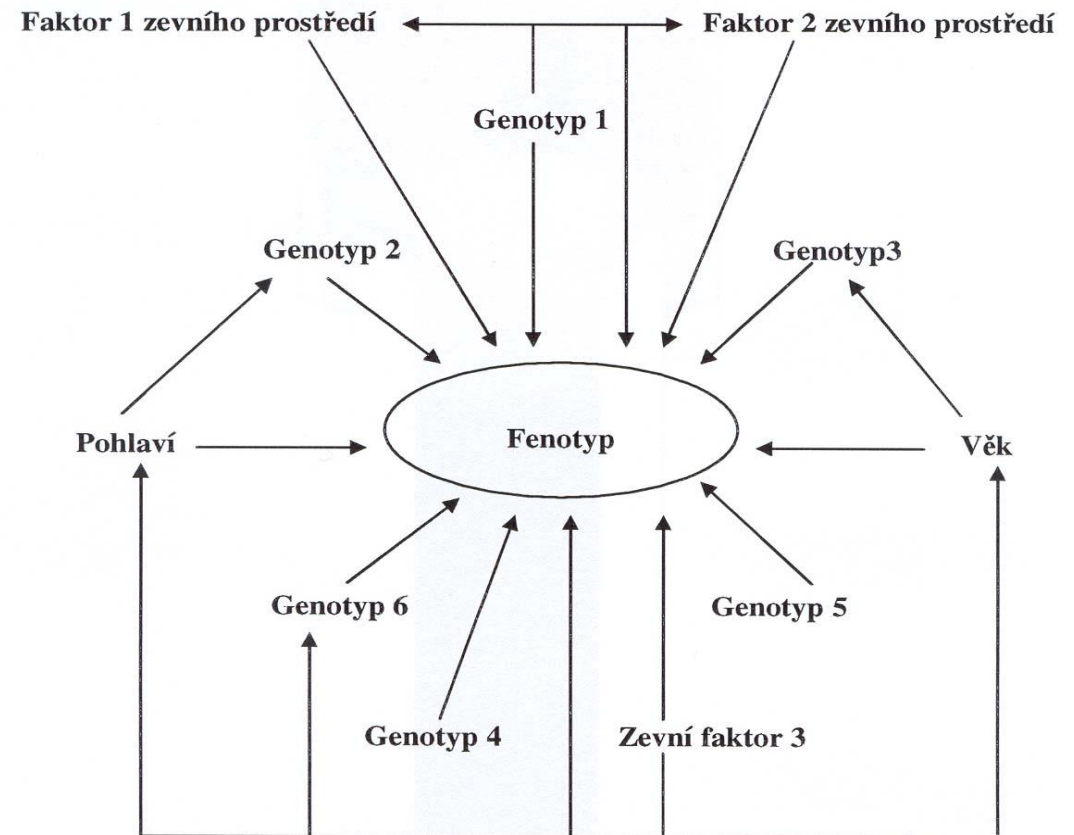 Faktor 1 zevního prostředí
Faktor 2 zevního prostředí
Genotyp 1
Genotyp 2
Genotyp3
Pohlaví
Fenotyp
Věk
Genotyp 6
Genotyp 5
Genotyp 4
Zevní faktor 3